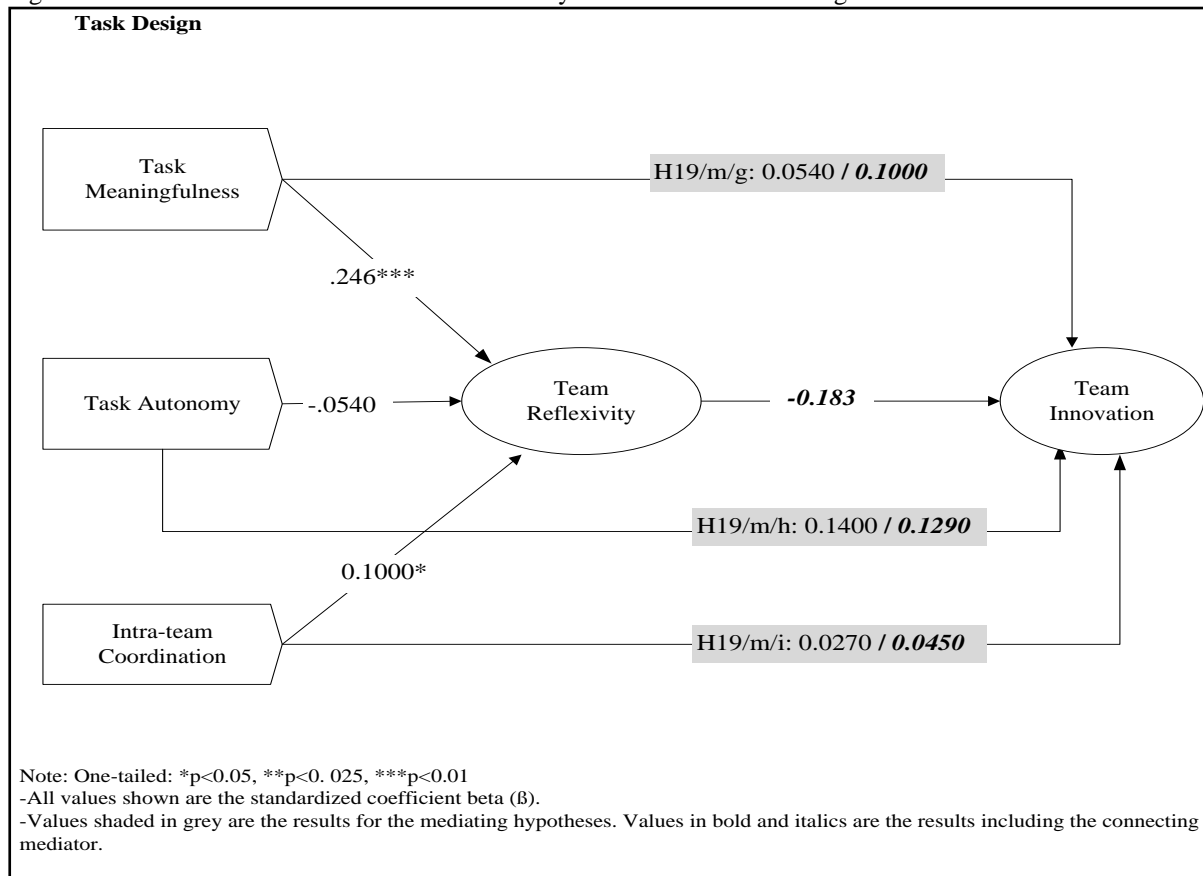 Task Design
Task
Meaningfulness
H19/m/g: 0.0540 / 0.1000
.246***
Task Autonomy
-.0540
Team
Reflexivity
-0.183
Team
Innovation
H19/m/h: 0.1400 / 0.1290
0.1000*
Intra-team
Coordination
H19/m/i: 0.0270 / 0.0450
Note: One-tailed: *p<0.05, **p<0. 025, ***p<0.01
-All values shown are the standardized coefficient beta (ß).
-Values shaded in grey are the results for the mediating hypotheses. Values in bold and italics are the results including the connecting
mediator.